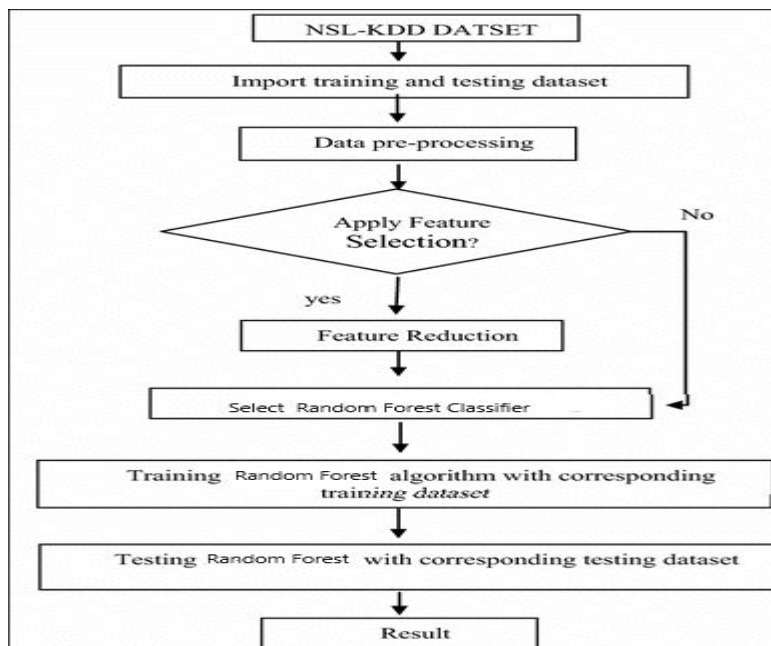 NSL-KDD DATSET
Import training and testing dataset
Data pre-processing
Apply Feature
Selection?
No
yes
Feature Reduction
Select Random Forest Classifier
Training Random Forest algorithm with corresponding
training dataset
Testing Random Forest with corresponding testing dataset
Result